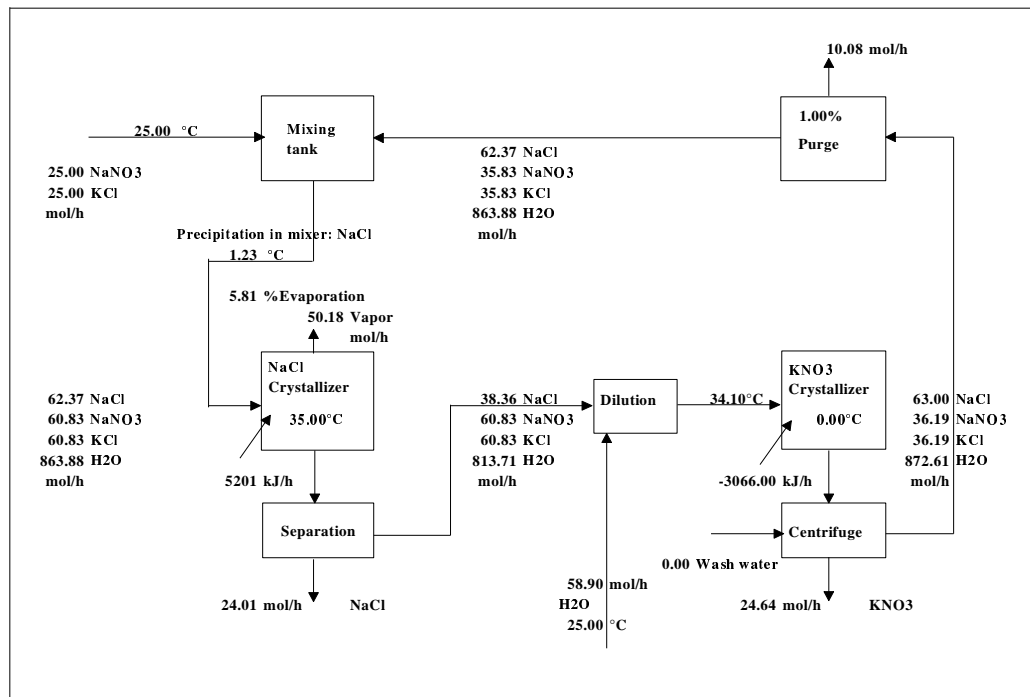 10.08 mol/h
25.00 °C
Mixing
tank
1.00%
Purge
25.00 NaNO3
25.00 KCl
mol/h
62.37 NaCl
35.83 NaNO3
35.83 KCl
863.88 H2O
mol/h
Precipitation in mixer: NaCl
1.23 °C
5.81 %Evaporation
50.18 Vapor
mol/h
62.37 NaCl
60.83 NaNO3
60.83 KCl
863.88 H2O
mol/h
NaCl
Crystallizer
35.00°C
5201 kJ/h
38.36 NaCl
60.83 NaNO3
60.83 KCl
813.71 H2O
mol/h
Dilution
34.10°C
KNO3
Crystallizer
0.00°C
-3066.00 kJ/h
63.00 NaCl
36.19 NaNO3
36.19 KCl
872.61 H2O
mol/h
Separation
Centrifuge
0.00 Wash water
24.01 mol/h NaCl
58.90 mol/h
H2O
25.00 °C
24.64 mol/h KNO3